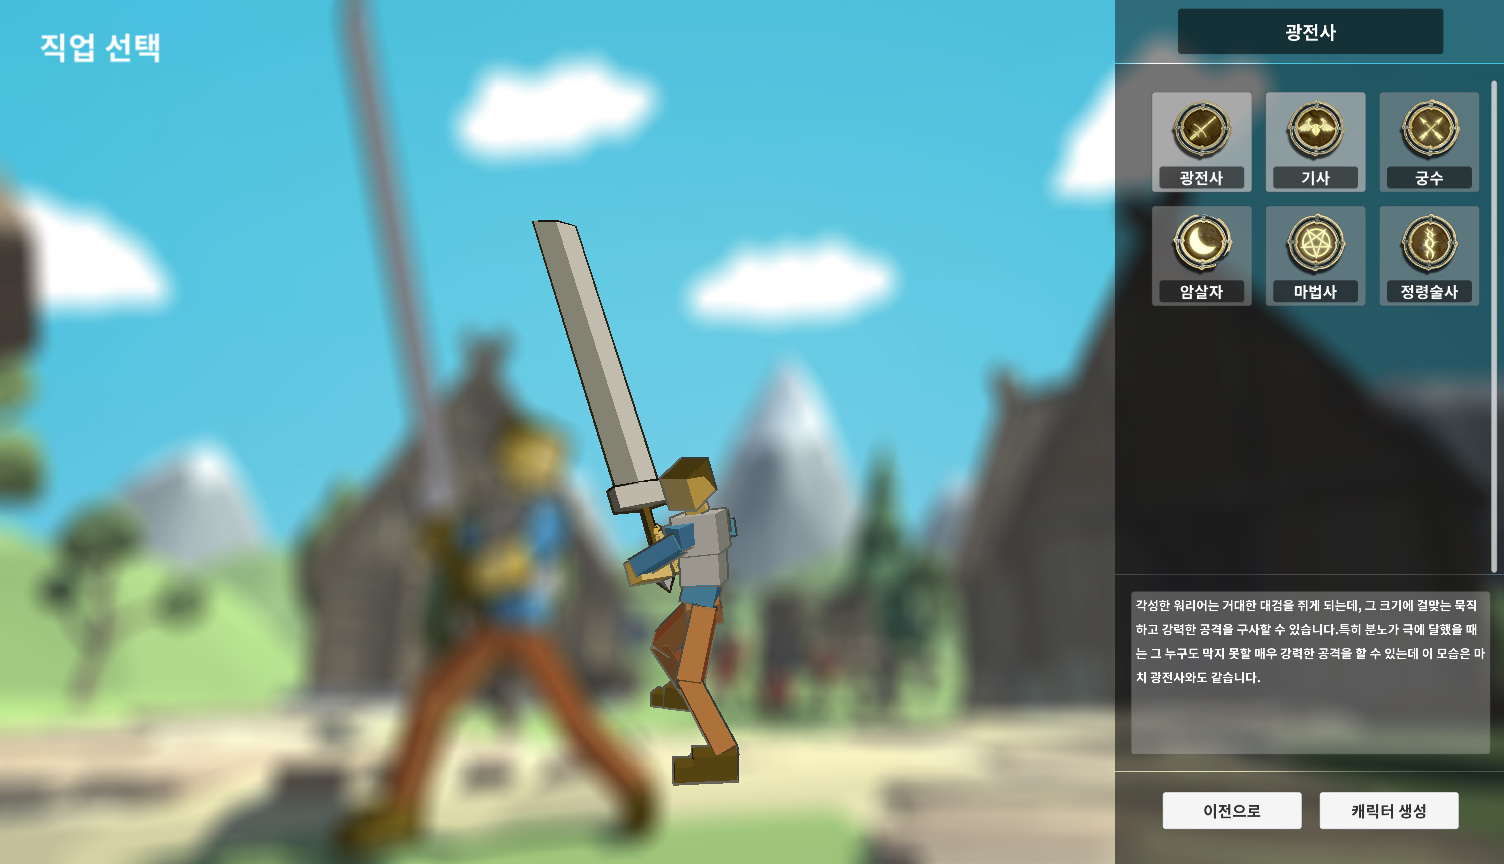 직업 선택
광전사
광전사
기사
궁수
암살자
마법사
정령술사
각성한 워리어는 거대한 대검을 쥐게 되는데, 그 크기에 걸맞는 묵직
하고 강력한 공격을 구사할 수 있습니다.특히 분노가 극에 달했을 때
는 그 누구도 막지 못할 매우 강력한 공격을 할 수 있는데 이 모습은 마
치 광전사와도 같습니다.
이전으로
캐릭터 생성